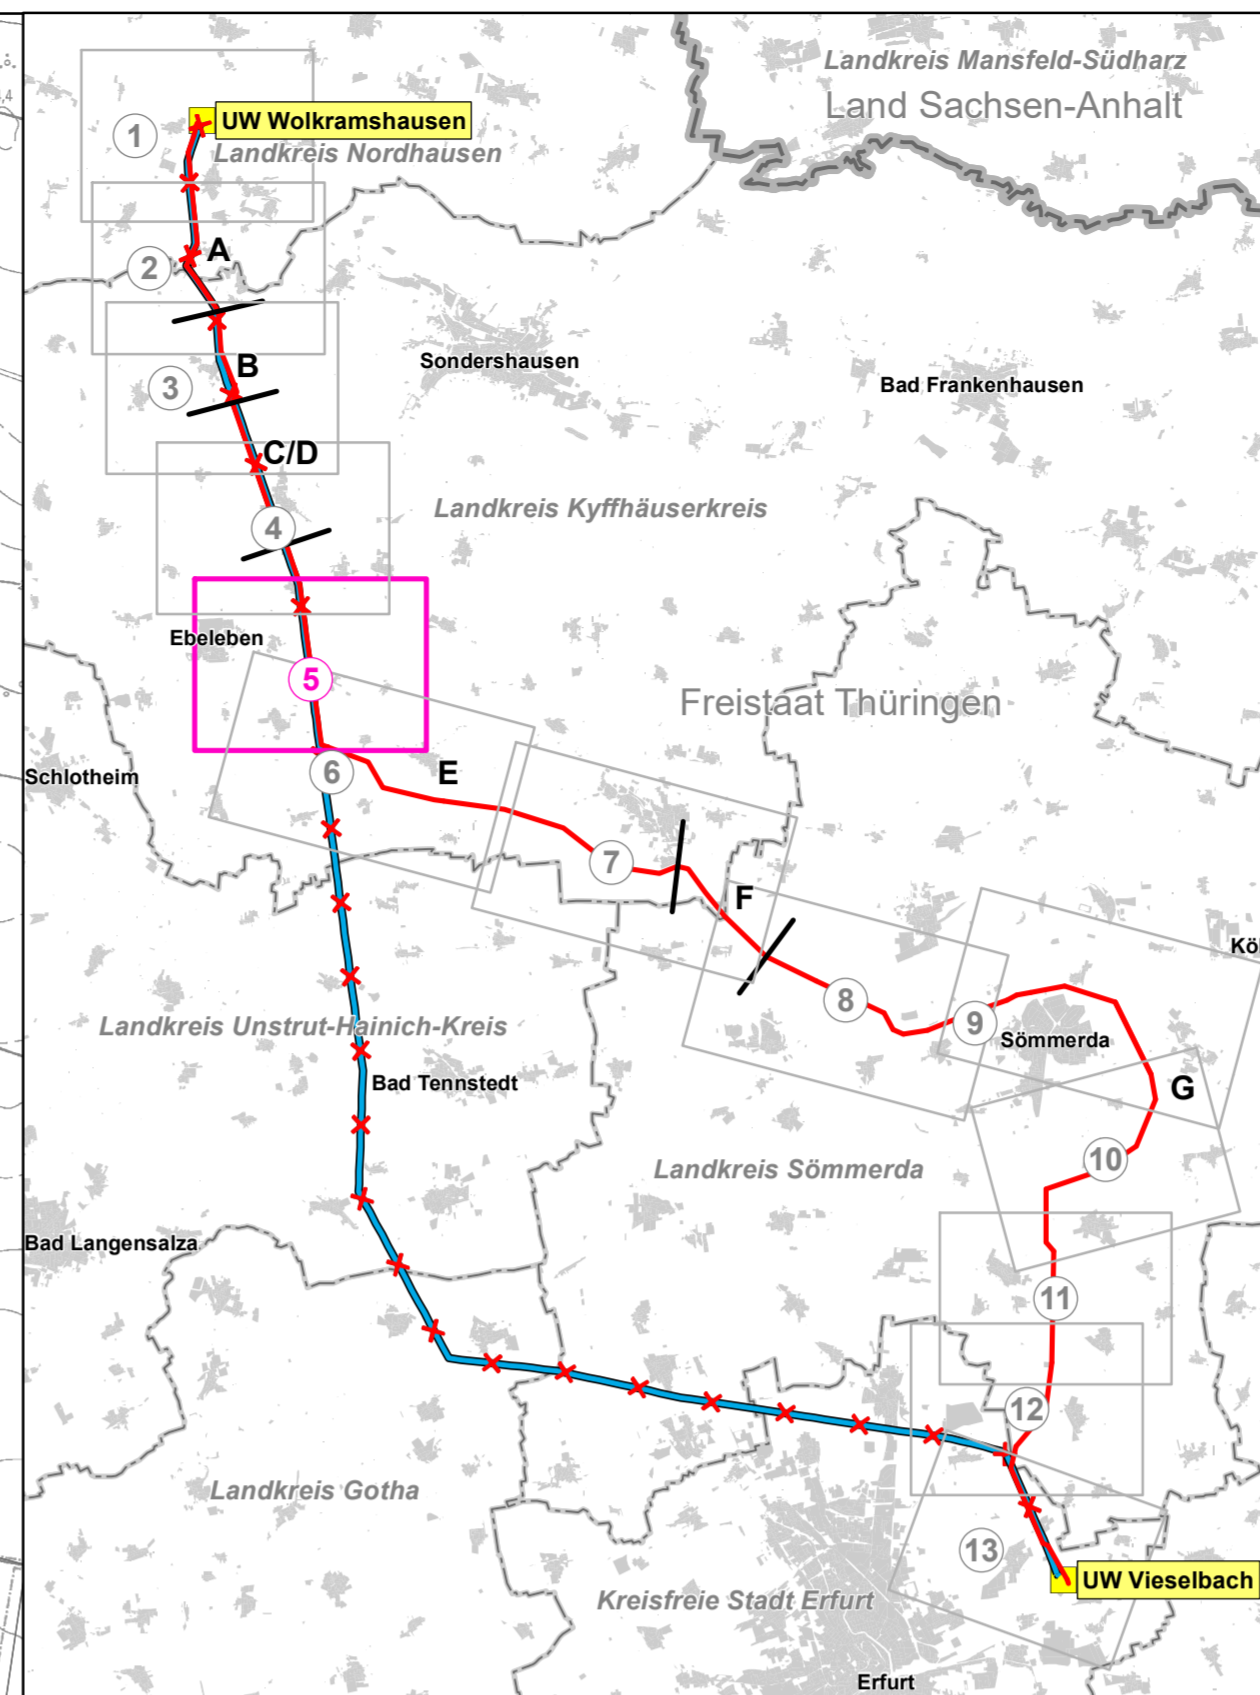 Landkreis Mansfeld-Südharz
Land Sachsen-Anhalt
UW Wolkramshausen
1
Landkreis Nordhausen
A
2
Sondershausen
B
3
Bad Frankenhausen
C/D
Landkreis Kyffhäuserkreis
4
Ebeleben
5
Freistaat Thüringen
Schlotheim
6
E
7
F
Kö
8
9
Landkreis Unstrut-Hainich-Kreis
Sömmerda
Bad Tennstedt
G
10
Landkreis Sömmerda
Bad Langensalza
11
12
Landkreis Gotha
13
UW Vieselbach
Kreisfreie Stadt Erfurt
Erfurt